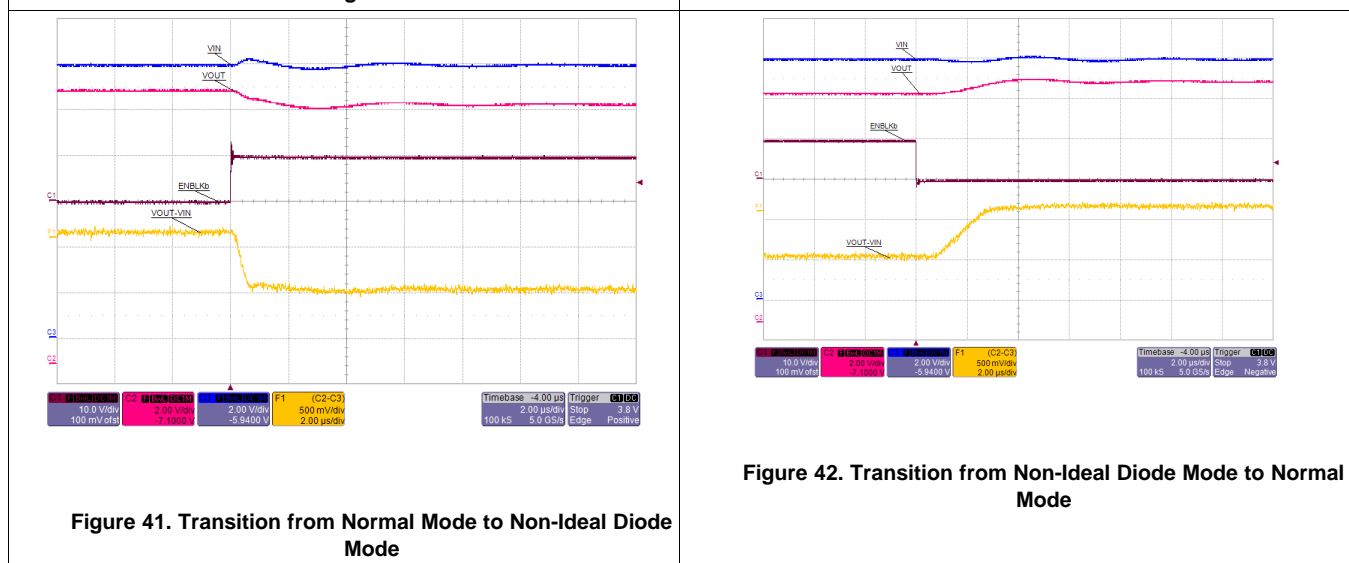 VIN
VOUT
C1
ENBLKb
VOUT-VIN
F1
C3
C2
C1
10.0 V/div
100 mV ofst
C2
2.00 V/div
-7.1000 V
2.00 V/div
-5.9400 V
F1 (C2-C3)
500 mV/div
2.00 µs/div
Timebase -4.00 µs
2.00 µs/div
100 kS 5.0 GS/s
Trigger C1 DC
Stop 3.8 V
Edge Positive
Figure 41. Transition from Normal Mode to Non-Ideal Diode
Mode
VIN
VOUT
ENBLKb
C1
F1
VOUT-VIN
C3
C2
10.0 V/div
100 mV ofst
C2
2.00 V/div
-7.1000 V
2.00 V/div
-5.9400 V
F1 (C2-C3)
500 mV/div
2.00 µs/div
Timebase -4.00 µs
2.00 µs/div
100 kS 5.0 GS/s
Trigger C1 DC
Stop 3.8 V
Edge Negative
Figure 42. Transition from Non-Ideal Diode Mode to Normal
Mode